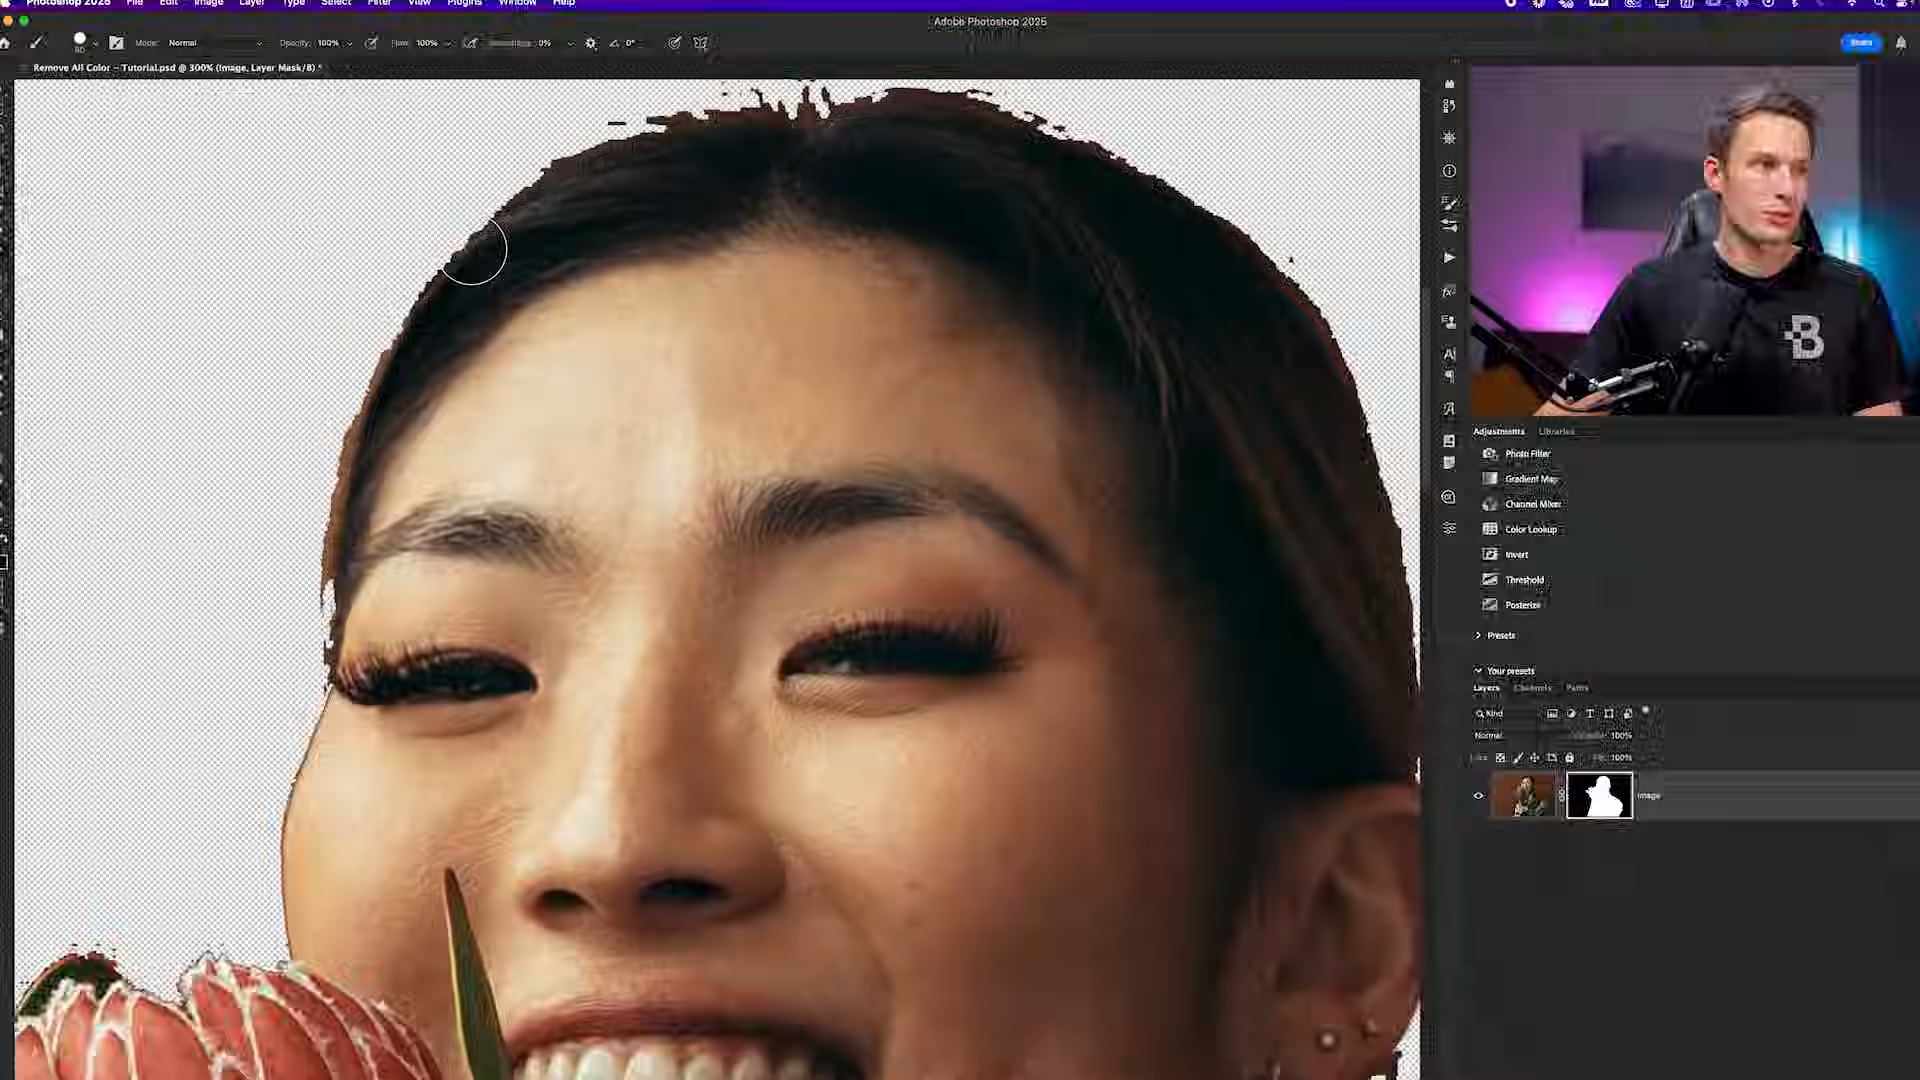 Photoshop 2025 File Edit Image Layer Type Select Filter View Plugins Window Help
Adobe Photoshop 2025
80 Mode: Normal Opacity: 100% Flow: 100% Smoothing: 0% 0° Share
Remove All Color – Tutorial.psd @ 300% (Image, Layer Mask/8) *
B
Adjustments Libraries
Photo Filter
Gradient Map
Channel Mixer
Color Lookup
Invert
Threshold
Posterize
Presets
Your presets
Layers Channels Paths
Kind
Normal 100%
100%
Image